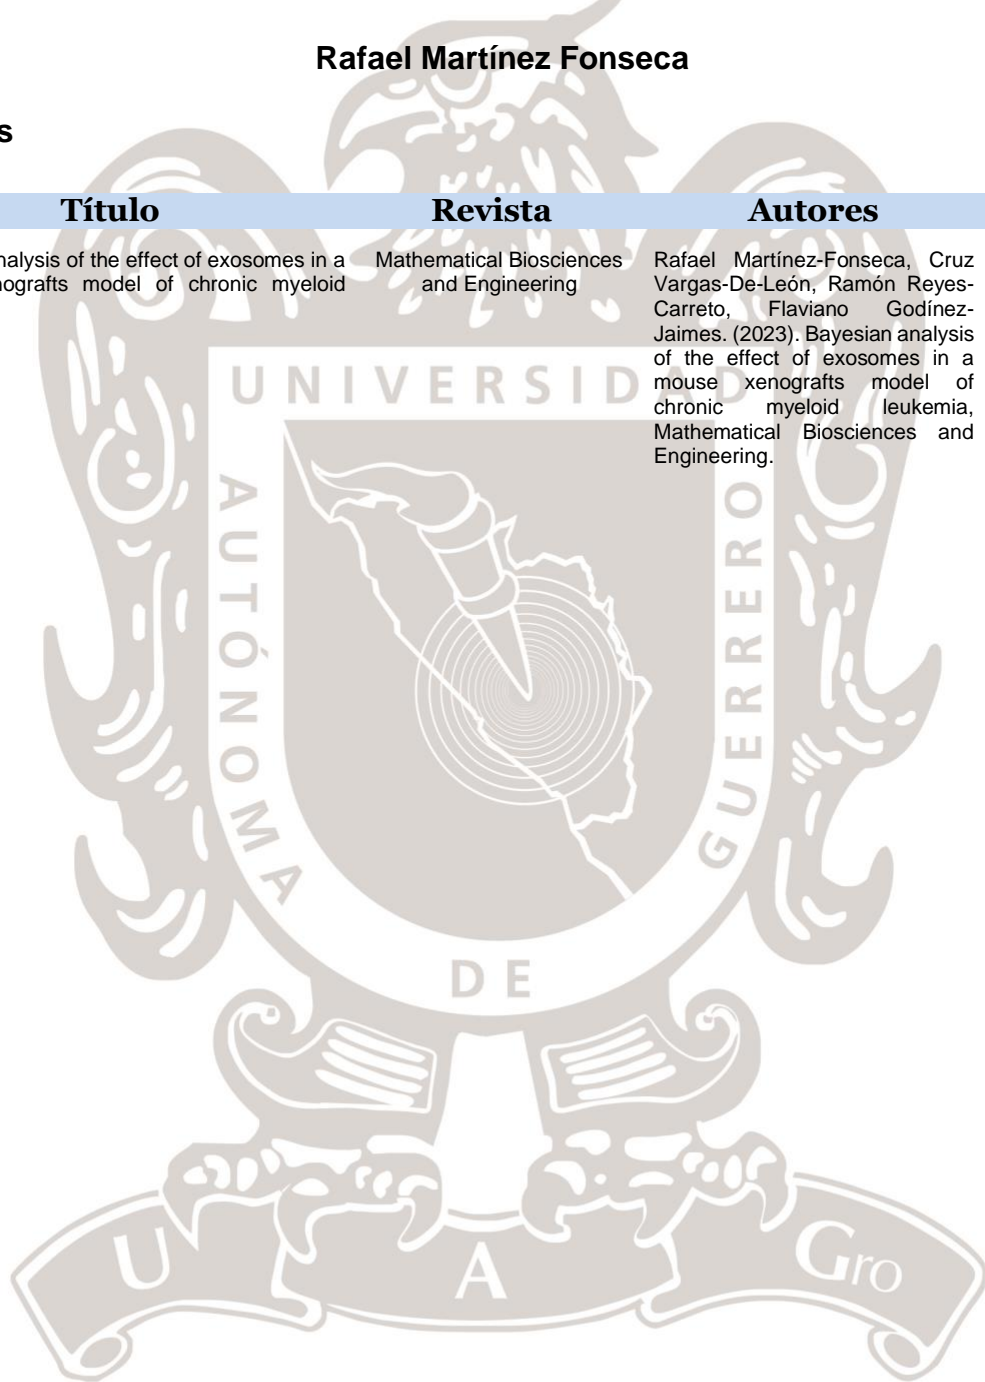 Rafael Martínez Fonseca
s
Título Revista Autores
nalysis of the effect of exosomes in a
nografts model of chronic myeloid
Mathematical Biosciences
and Engineering
Rafael Martínez-Fonseca, Cruz
Vargas-De-León, Ramón Reyes-
Carreto, Flaviano Godínez-
Jaimes. (2023). Bayesian analysis
of the effect of exosomes in a
mouse xenografts model of
chronic myeloid leukemia,
Mathematical Biosciences and
Engineering.
UNIVERSIDAD
AUTÓNOMA
DE
GUERRERO
U A Gro